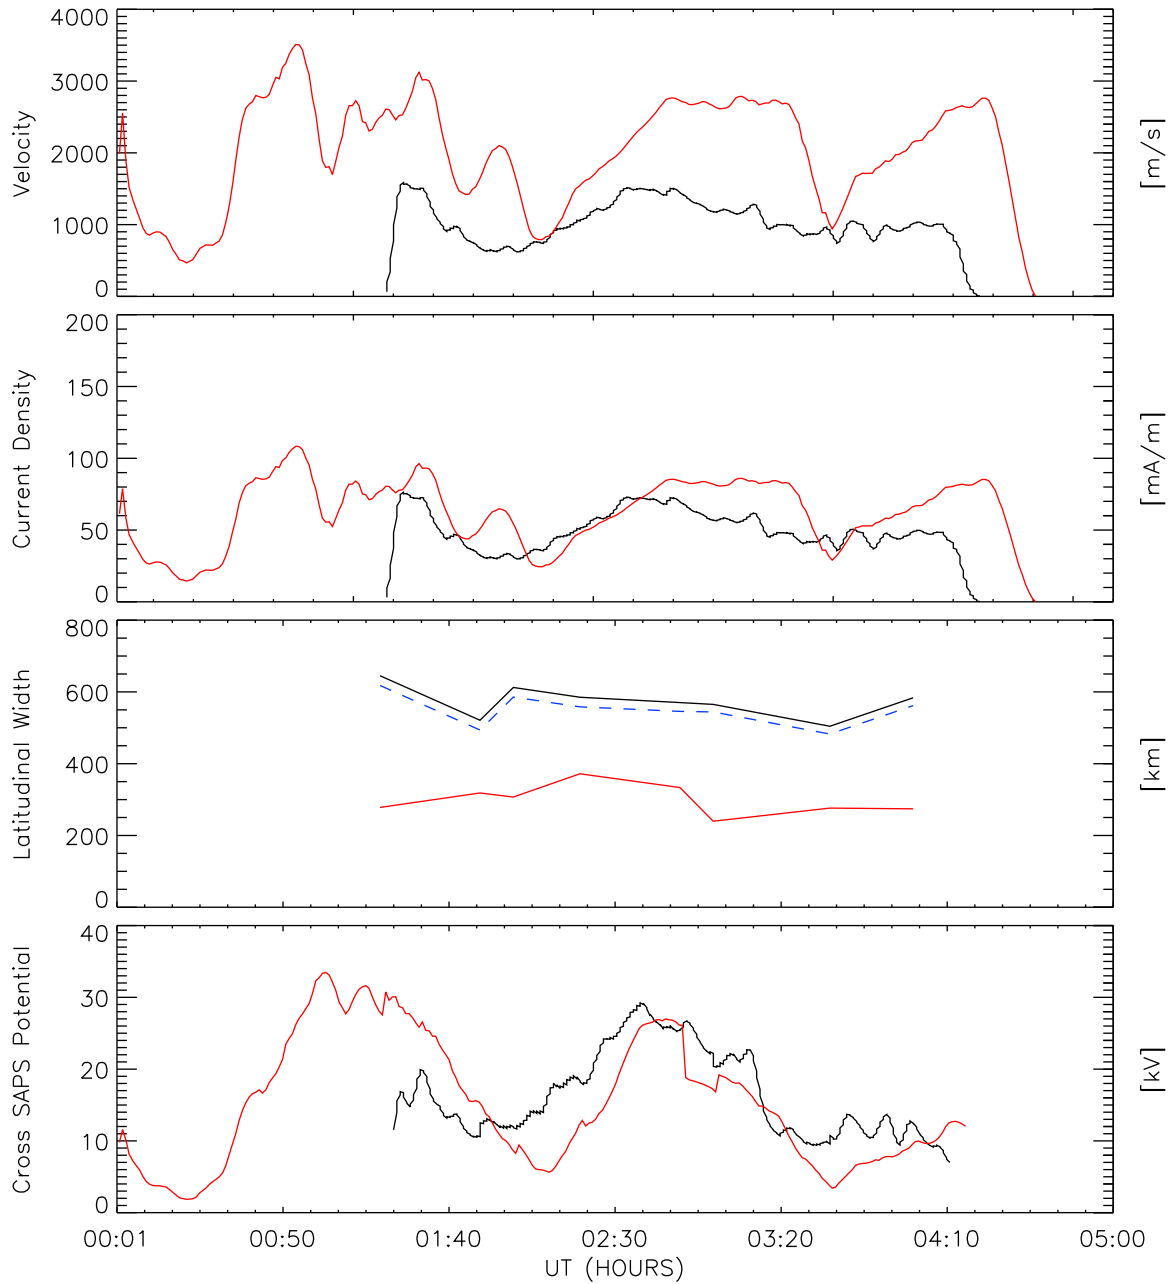 4000
3000
2000
1000
0
Velocity
[m/s]
200
150
100
50
0
Current Density
[mA/m]
800
600
400
200
0
Latitudinal Width
[km]
40
30
20
10
0
Cross SAPS Potential
[kV]
00:01 00:50 01:40 02:30 03:20 04:10 05:00
UT (HOURS)